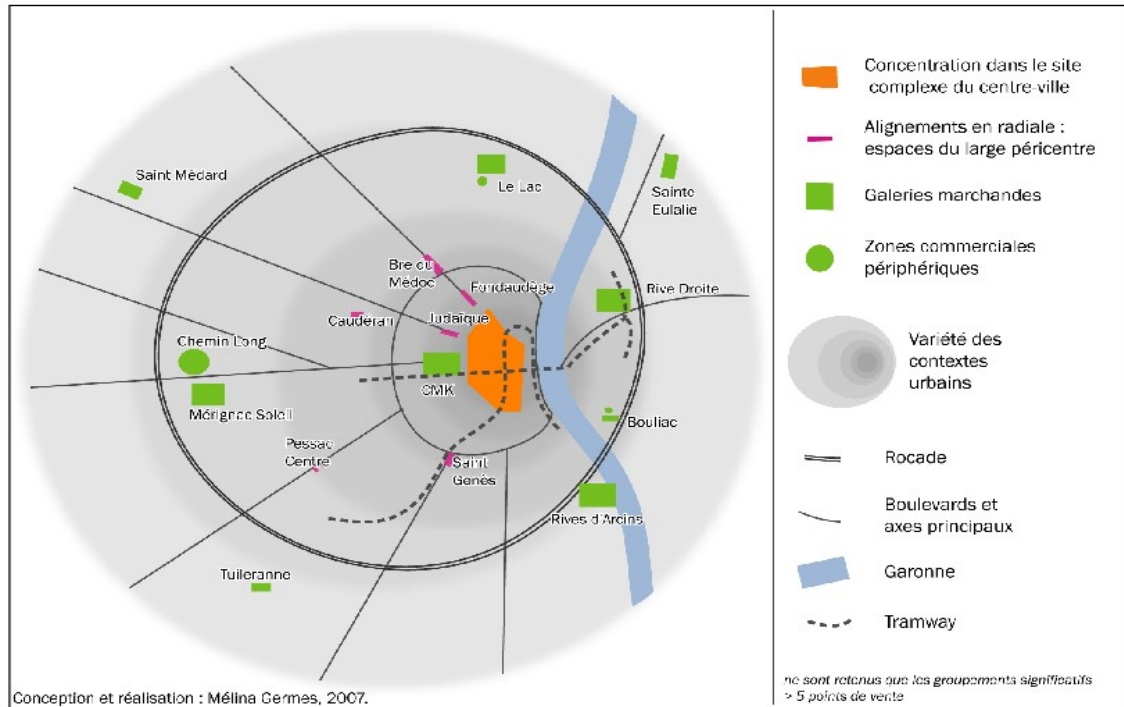 Saint Médard
Le Lac
Sainte
Eulalie
Bre du
Médoc
Fondaudège
Rive Droite
Caudéran
Judaïque
Chemin Long
CMK
Mérignac Soleil
Bouliac
Pessac
Centre
Saint
Genès
Rives d'Arcins
Tuileranne
Conception et réalisation : Mélina Germes, 2007.
Concentration dans le site
complexe du centre-ville
Alignements en radiale :
espaces du large péricentre
Galeries marchandes
Zones commerciales
périphériques
Variété des
contextes
urbains
Rocade
Boulevards et
axes principaux
Garonne
Tramway
ne sont retenus que les groupements significatifs
> 5 points de vente